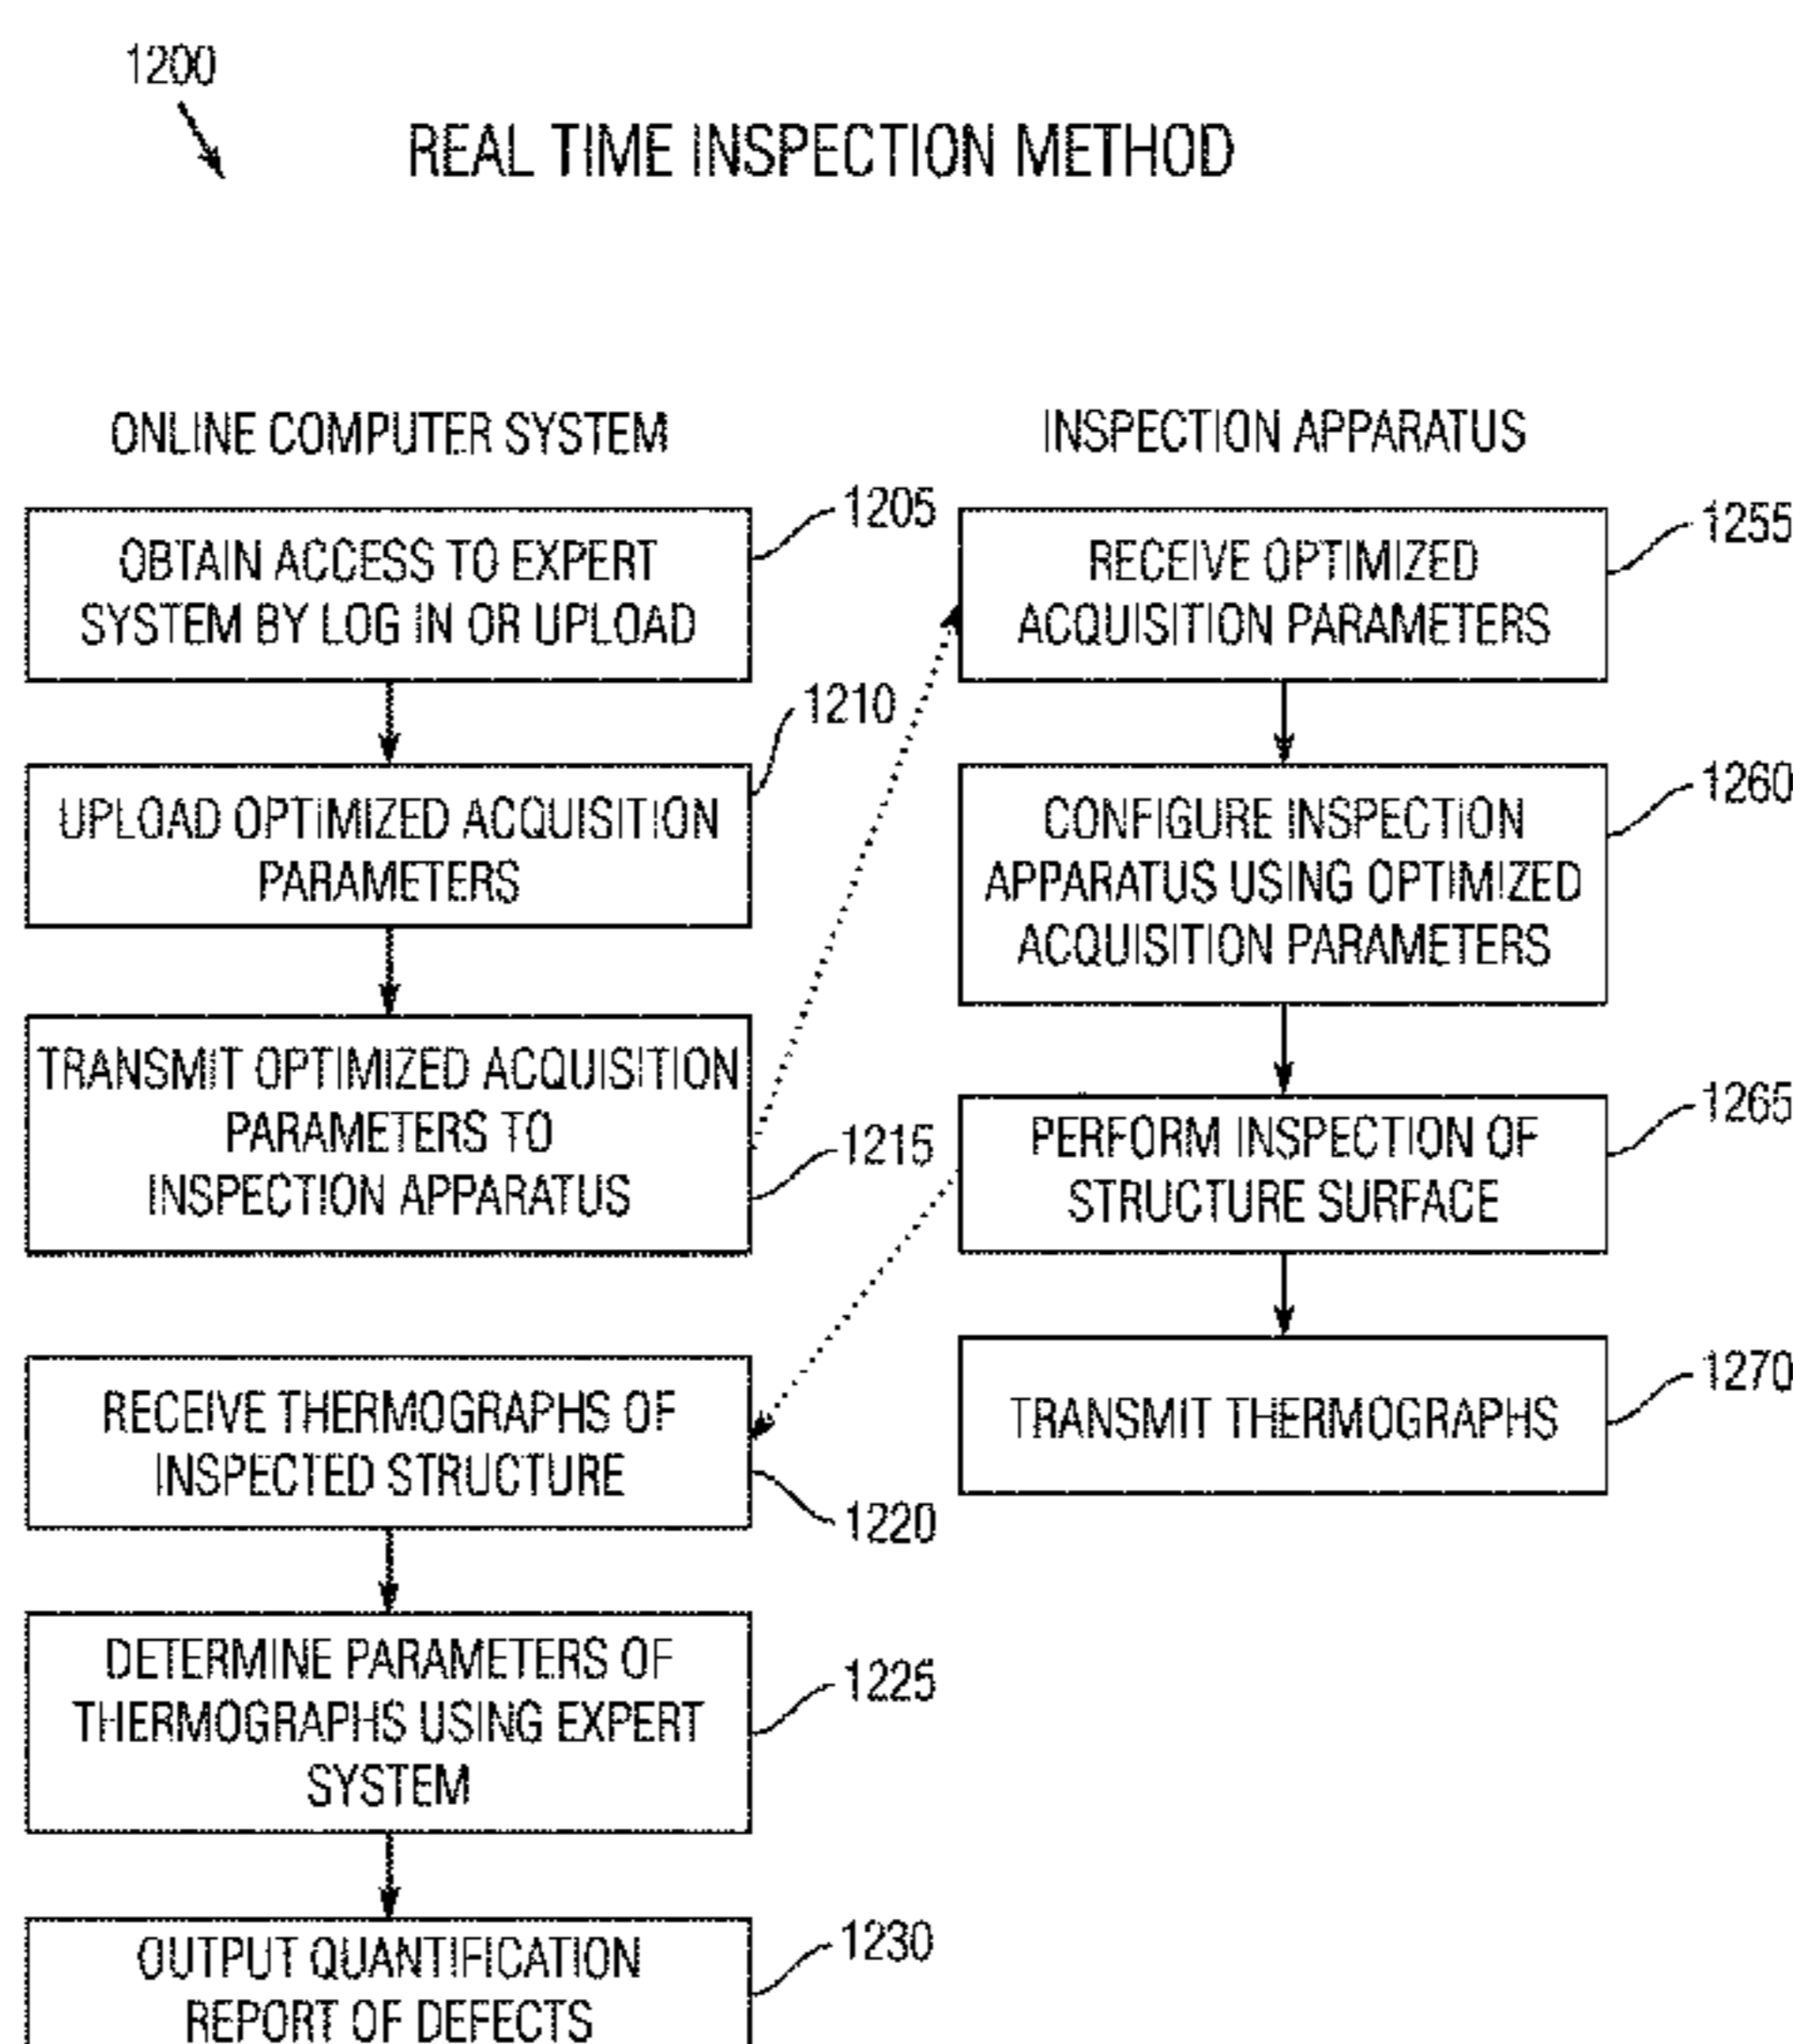 1200
REAL TIME INSPECTION METHOD
ONLINE COMPUTER SYSTEM
1205
OBTAIN ACCESS TO EXPERT
SYSTEM BY LOG IN OR UPLOAD
1210
UPLOAD OPTIMIZED ACQUISITION
PARAMETERS
TRANSMIT OPTIMIZED ACQUISITION
PARAMETERS TO
INSPECTION APPARATUS
1215
RECEIVE THERMOGRAPHS OF
INSPECTED STRUCTURE
1220
DETERMINE PARAMETERS OF
THERMOGRAPHS USING EXPERT
SYSTEM
1225
OUTPUT QUANTIFICATION
REPORT OF DEFECTS
1230
INSPECTION APPARATUS
1255
RECEIVE OPTIMIZED
ACQUISITION PARAMETERS
1260
CONFIGURE INSPECTION
APPARATUS USING OPTIMIZED
ACQUISITION PARAMETERS
1265
PERFORM INSPECTION OF
STRUCTURE SURFACE
1270
TRANSMIT THERMOGRAPHS